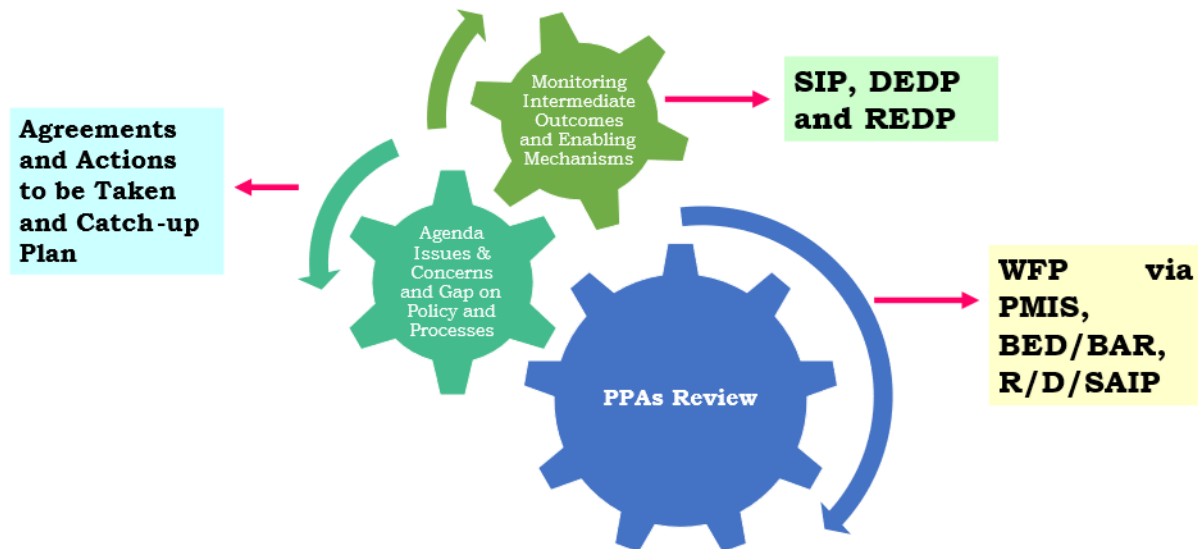 Monitoring
Intermediate
Outcomes
and Enabling
Mechanisms
SIP, DEDP
and REDP
Agreements
and Actions
to be Taken
and Catch-up
Plan
Agenda
Issues &
Concerns
and Gap on
Policy and
Processes
WFP via
PMIS,
BED/BAR,
R/D/SAIP
PPAs Review